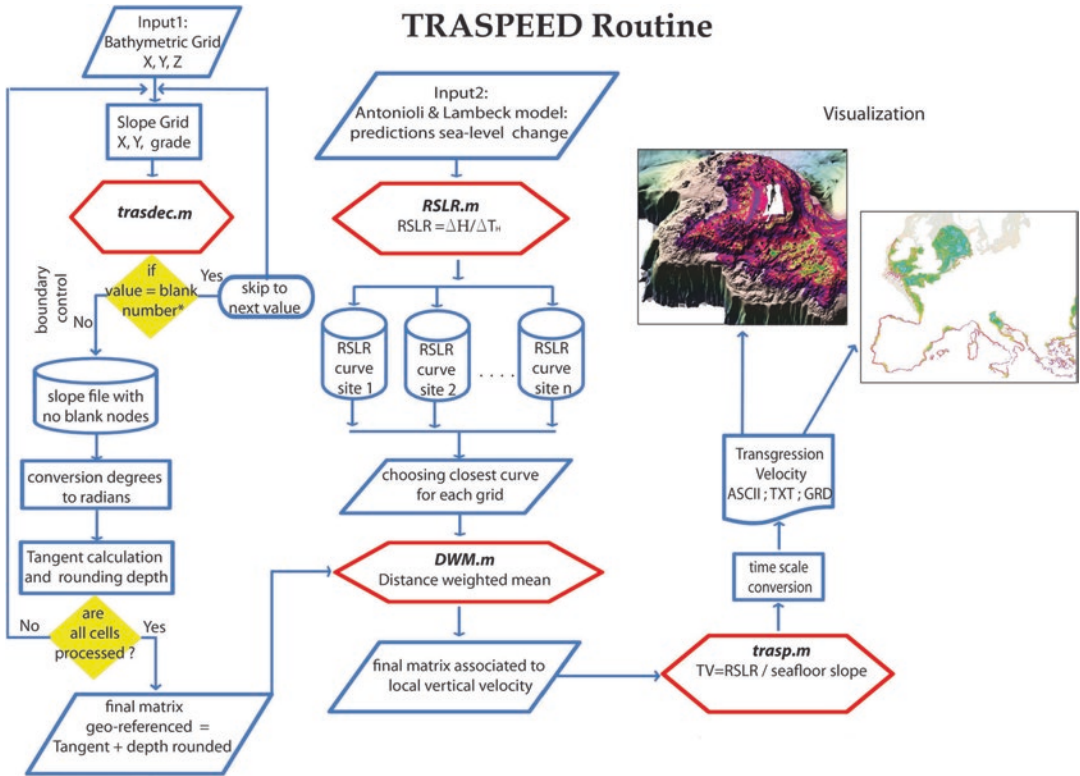 TRASPEED Routine
Input1:
Bathymetric Grid
X, Y, Z
Slope Grid
X, Y, grade
trasdec.m
boundary
control
if
value = blank
number*
Yes
skip to
next value
No
slope file with
no blank nodes
conversion degrees
to radians
Tangent calculation
and rounding depth
are
all cells
processed ?
No
Yes
final matrix
geo-referenced =
Tangent + depth rounded
Input2:
Antonioli & Lambeck model:
predictions sea-level change
RSLR.m
RSLR =ΔH/ΔTH
RSLR
curve
site 1
RSLR
curve
site 2
. . . .
RSLR
curve
site n
choosing closest curve
for each grid
DWM.m
Distance weighted mean
final matrix associated to
local vertical velocity
trasp.m
TV=RSLR / seafloor slope
time scale
conversion
Transgression
Velocity
ASCII ; TXT ; GRD
Visualization